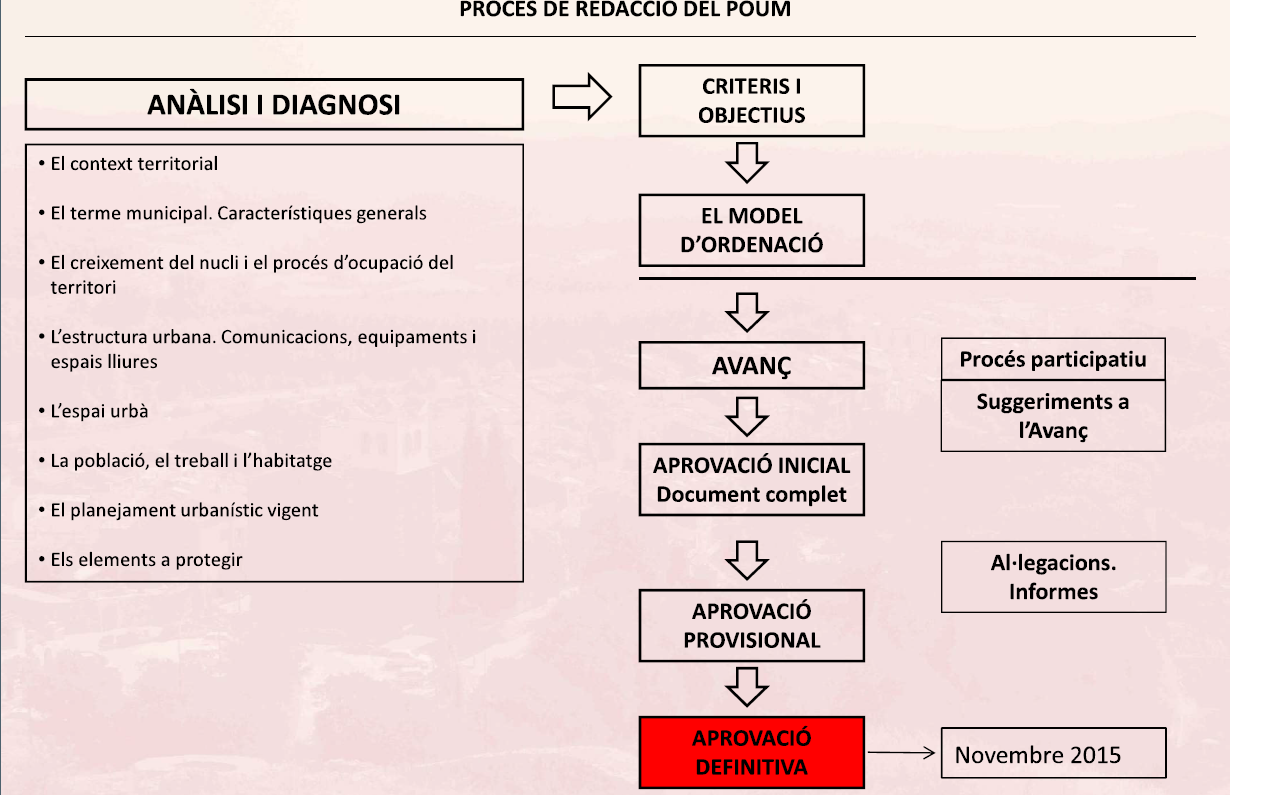 PROCÉS DE REDACCIÓ DEL POUM
ANÀLISI I DIAGNOSI
• El context territorial
• El terme municipal. Característiques generals
• El creixement del nucli i el procés d’ocupació del
territori
• L’estructura urbana. Comunicacions, equipaments i
espais lliures
• L’espai urbà
• La població, el treball i l’habitatge
• El planejament urbanístic vigent
• Els elements a protegir
CRITERIS I
OBJECTIUS
EL MODEL
D’ORDENACIÓ
AVANÇ
Procés participatiu
Suggeriments a
l’Avanç
APROVACIÓ INICIAL
Document complet
Al·legacions.
Informes
APROVACIÓ
PROVISIONAL
APROVACIÓ
DEFINITIVA
Novembre 2015